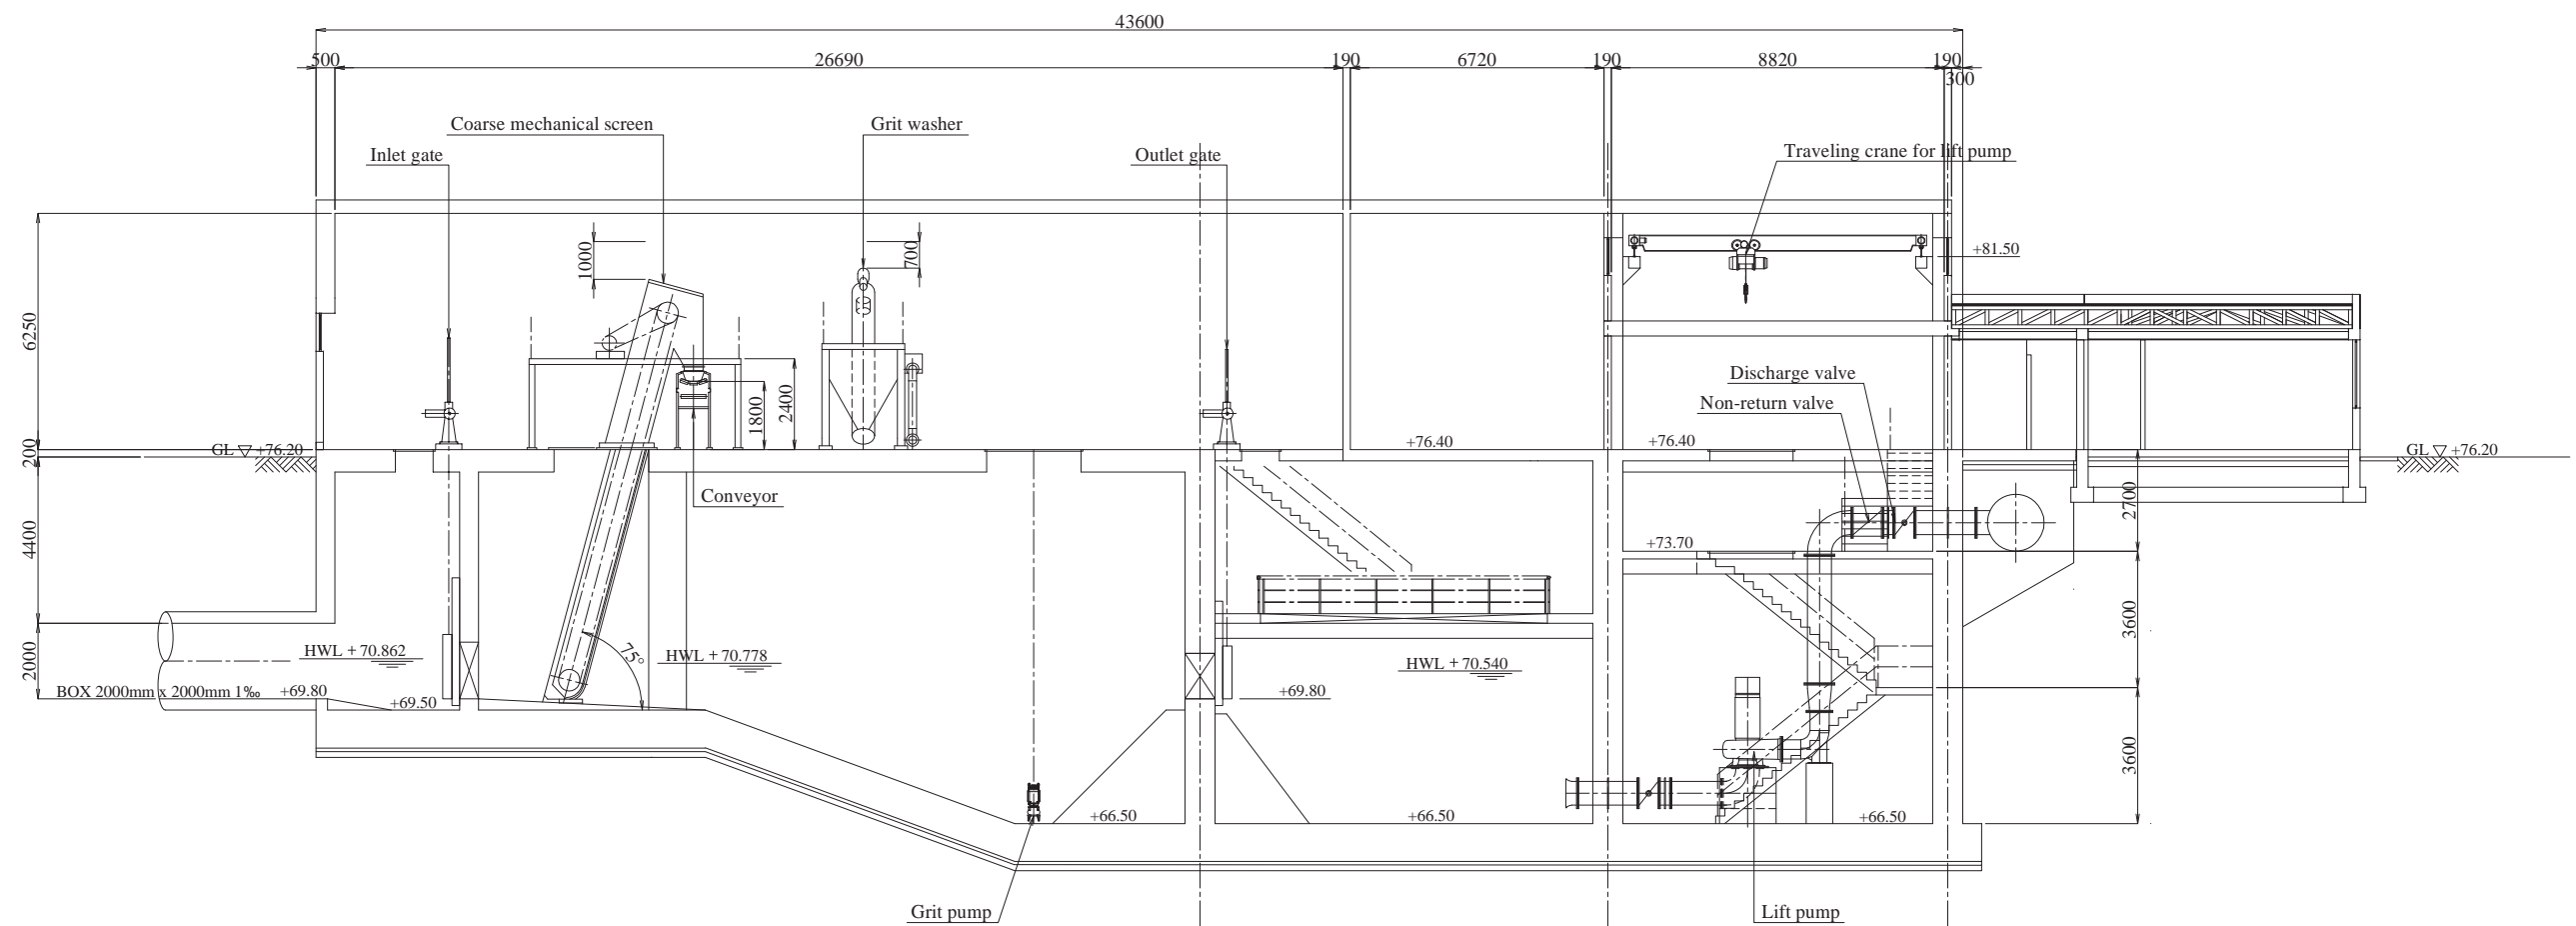 43600
500
26690
190
6720
190
8820
190
300
Coarse mechanical screen
Grit washer
Inlet gate
Outlet gate
Traveling crane for lift pump
1000
700
+81.50
6250
Discharge valve
Non-return valve
1800
2400
200
GL
+76.20
+76.40
+76.40
GL
+76.20
Conveyor
2700
4400
+73.70
3600
2000
HWL + 70.862
75°
HWL + 70.778
HWL + 70.540
BOX 2000mm x 2000mm 1‰
+69.80
+69.50
+69.80
3600
+66.50
+66.50
+66.50
Grit pump
Lift pump